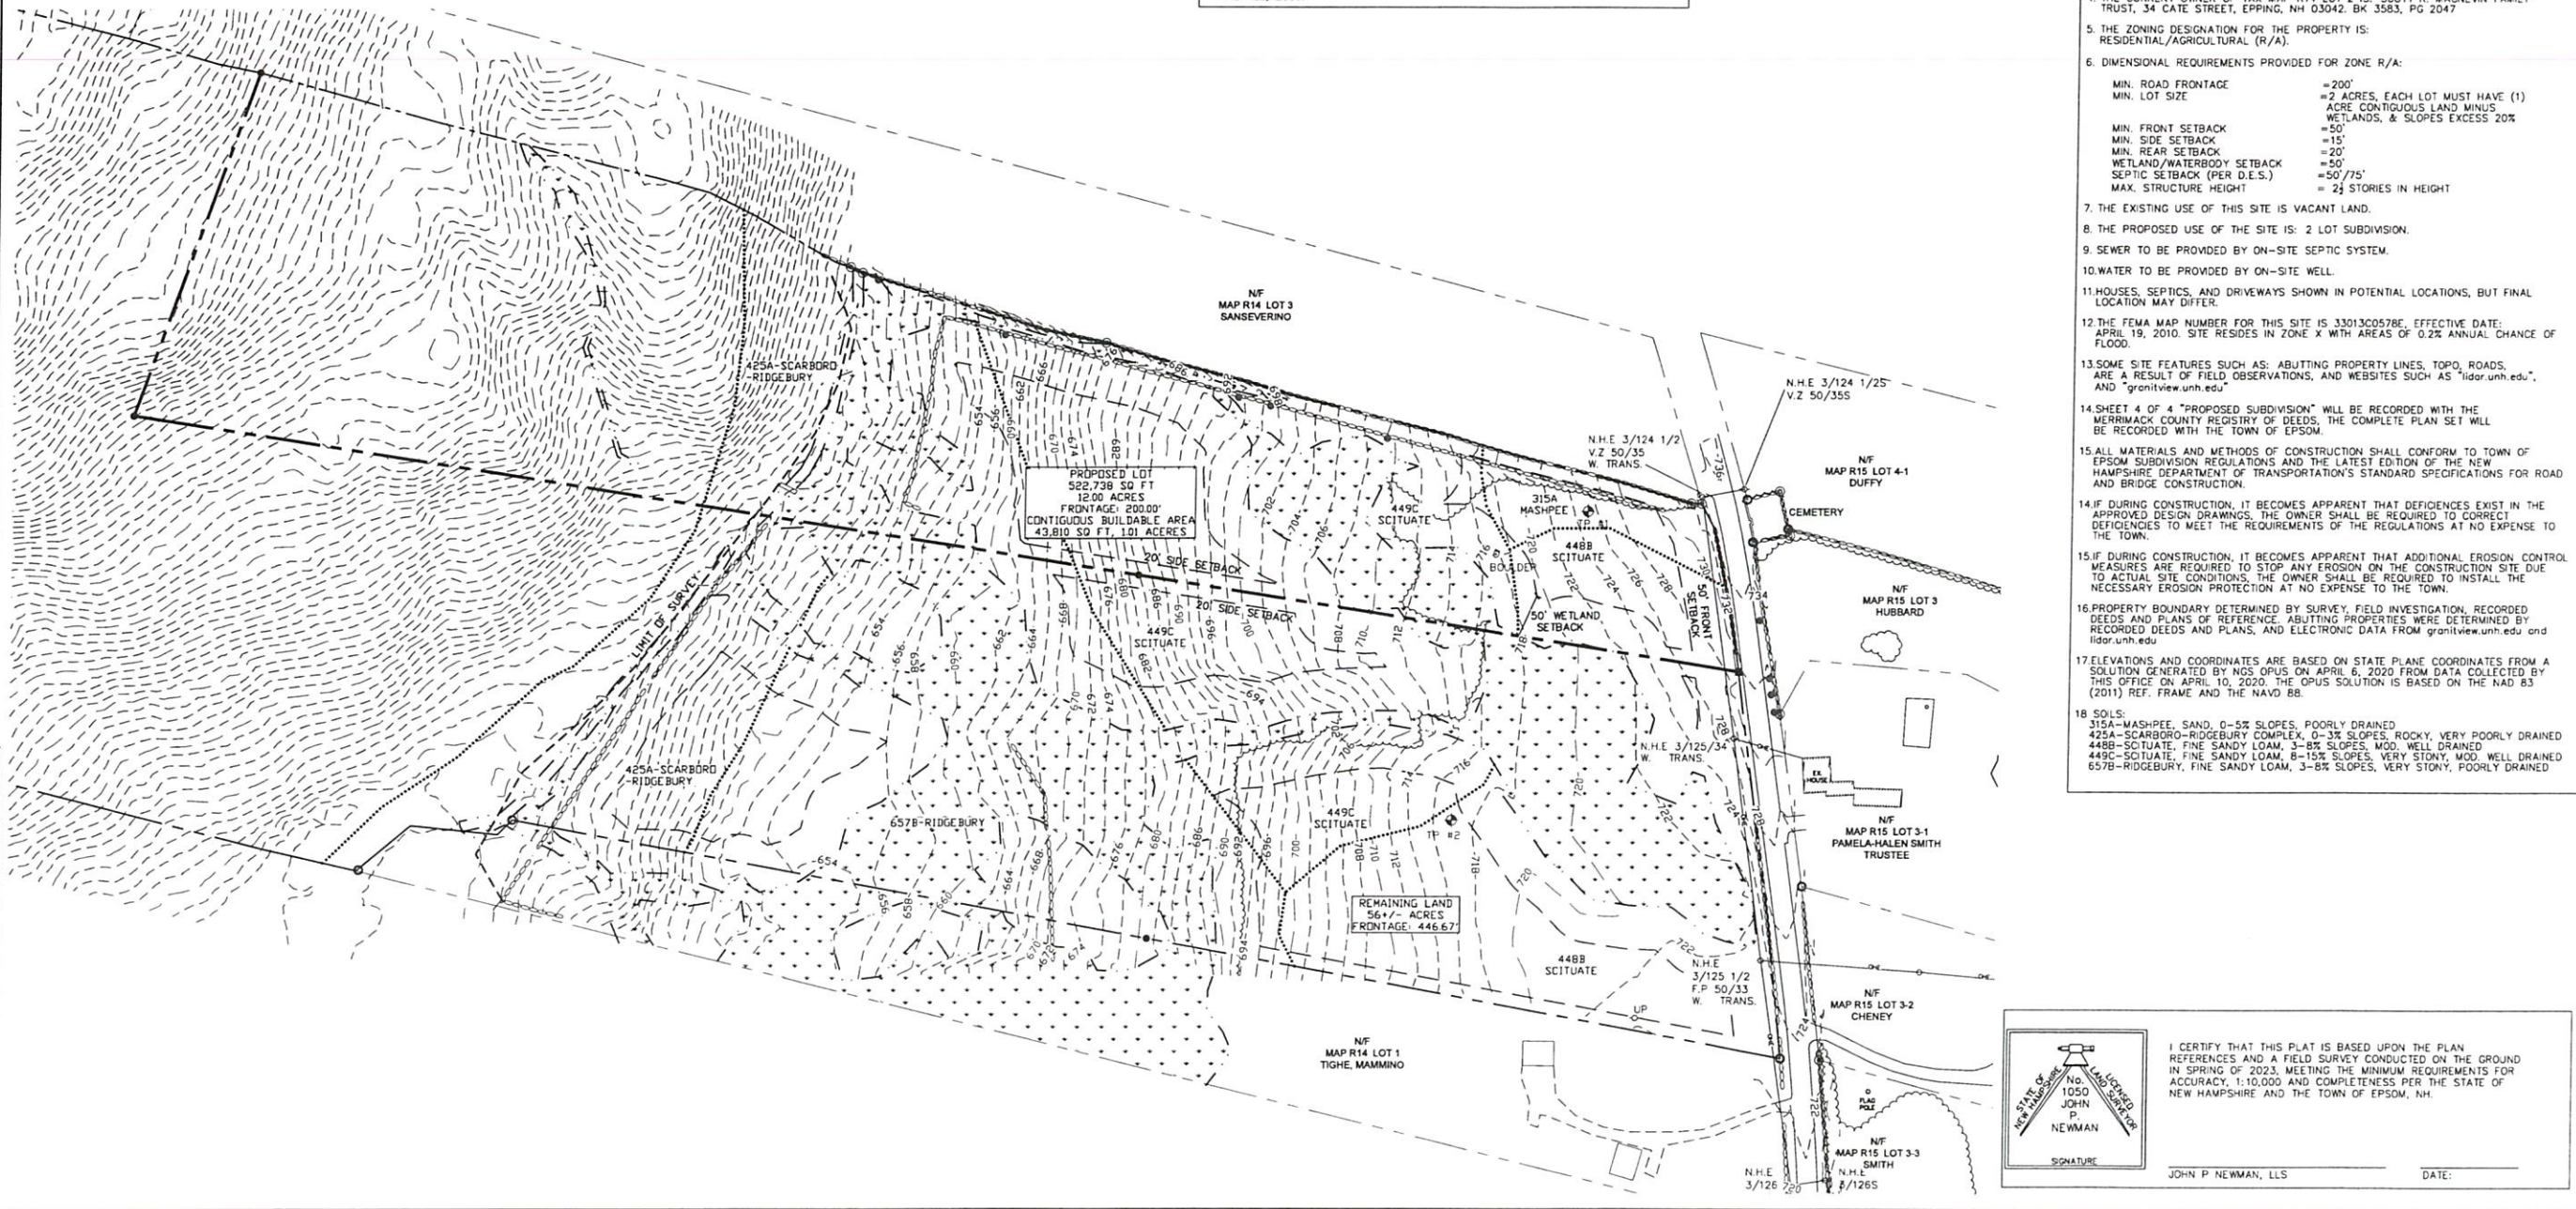 TRUST, 34 CATE STREET, EPPING, NH 03042. BK 3583, PG 2047
5. THE ZONING DESIGNATION FOR THE PROPERTY IS:
RESIDENTIAL/AGRICULTURAL (R/A).
6. DIMENSIONAL REQUIREMENTS PROVIDED FOR ZONE R/A:
MIN. ROAD FRONTAGE =200'
MIN. LOT SIZE =2 ACRES, EACH LOT MUST HAVE (1)
ACRE CONTIGUOUS LAND MINUS
WETLANDS, & SLOPES EXCESS 20%
MIN. FRONT SETBACK =50'
MIN. SIDE SETBACK =15'
MIN. REAR SETBACK =20'
WETLAND/WATERBODY SETBACK =50'
SEPTIC SETBACK (PER D.E.S.) =50'/75'
MAX. STRUCTURE HEIGHT = 2½ STORIES IN HEIGHT
7. THE EXISTING USE OF THIS SITE IS VACANT LAND.
8. THE PROPOSED USE OF THE SITE IS: 2 LOT SUBDIVISION.
9. SEWER TO BE PROVIDED BY ON-SITE SEPTIC SYSTEM.
10.WATER TO BE PROVIDED BY ON-SITE WELL.
11.HOUSES, SEPTICS, AND DRIVEWAYS SHOWN IN POTENTIAL LOCATIONS, BUT FINAL
LOCATION MAY DIFFER.
12.THE FEMA MAP NUMBER FOR THIS SITE IS 33013C0578E, EFFECTIVE DATE:
APRIL 19, 2010. SITE RESIDES IN ZONE X WITH AREAS OF 0.2% ANNUAL CHANCE OF
FLOOD.
13.SOME SITE FEATURES SUCH AS: ABUTTING PROPERTY LINES, TOPO, ROADS,
ARE A RESULT OF FIELD OBSERVATIONS, AND WEBSITES SUCH AS "lidar.unh.edu",
AND "granitview.unh.edu"
14.SHEET 4 OF 4 "PROPOSED SUBDIVISION" WILL BE RECORDED WITH THE
MERRIMACK COUNTY REGISTRY OF DEEDS, THE COMPLETE PLAN SET WILL
BE RECORDED WITH THE TOWN OF EPSOM.
15.ALL MATERIALS AND METHODS OF CONSTRUCTION SHALL CONFORM TO TOWN OF
EPSOM SUBDIVISION REGULATIONS AND THE LATEST EDITION OF THE NEW
HAMPSHIRE DEPARTMENT OF TRANSPORTATION'S STANDARD SPECIFICATIONS FOR ROAD
AND BRIDGE CONSTRUCTION.
14.IF DURING CONSTRUCTION, IT BECOMES APPARENT THAT DEFICIENCES EXIST IN THE
APPROVED DESIGN DRAWINGS, THE OWNER SHALL BE REQUIRED TO CORRECT
DEFICIENCIES TO MEET THE REQUIREMENTS OF THE REGULATIONS AT NO EXPENSE TO
THE TOWN.
15.IF DURING CONSTRUCTION, IT BECOMES APPARENT THAT ADDITIONAL EROSION CONTROL
MEASURES ARE REQUIRED TO STOP ANY EROSION ON THE CONSTRUCTION SITE DUE
TO ACTUAL SITE CONDITIONS, THE OWNER SHALL BE REQUIRED TO INSTALL THE
NECESSARY EROSION PROTECTION AT NO EXPENSE TO THE TOWN.
16.PROPERTY BOUNDARY DETERMINED BY SURVEY, FIELD INVESTIGATION, RECORDED
DEEDS AND PLANS OF REFERENCE. ABUTTING PROPERTIES WERE DETERMINED BY
RECORDED DEEDS AND PLANS, AND ELECTRONIC DATA FROM granitview.unh.edu and
lidar.unh.edu
17.ELEVATIONS AND COORDINATES ARE BASED ON STATE PLANE COORDINATES FROM A
SOLUTION GENERATED BY NGS OPUS ON APRIL 6, 2020 FROM DATA COLLECTED BY
THIS OFFICE ON APRIL 10, 2020. THE OPUS SOLUTION IS BASED ON THE NAD 83
(2011) REF. FRAME AND THE NAVD 88.
18 SOILS:
315A-MASHPEE, SAND, 0-5% SLOPES, POORLY DRAINED
425A-SCARBORO-RIDGEBURY COMPLEX, 0-3% SLOPES, ROCKY, VERY POORLY DRAINED
448B-SCITUATE, FINE SANDY LOAM, 3-8% SLOPES, MOD. WELL DRAINED
449C-SCITUATE, FINE SANDY LOAM, 8-15% SLOPES, VERY STONY, MOD. WELL DRAINED
657B-RIDGEBURY, FINE SANDY LOAM, 3-8% SLOPES, VERY STONY, POORLY DRAINED
N/F
MAP R14 LOT 3
SANSEVERINO
425A-SCARBORO
-RIDGEBURY
PROPOSED LOT
522,738 SQ FT
12.00 ACRES
FRONTAGE: 200.00'
CONTIGUOUS BUILDABLE AREA
43,810 SQ FT, 1.01 ACERES
N.H.E 3/124 1/2S
V.Z 50/35S
N.H.E 3/124 1/2
V.Z 50/35
W. TRANS.
N/F
MAP R15 LOT 4-1
DUFFY
CEMETERY
315A
MASHPEE
TP #1
449C
SCITUATE
448B
SCITUATE
BOULDER
20' SIDE SETBACK
20' SIDE SETBACK
50' WETLAND
SETBACK
50' FRONT
SETBACK
N/F
MAP R15 LOT 3
HUBBARD
LIMIT OF SURVEY
449C
SCITUATE
N.H.E 3/125/34
W. TRANS.
EX.
HOUSE
425A-SCARBORO
-RIDGEBURY
657B-RIDGEBURY
449C
SCITUATE
TP #2
N/F
MAP R15 LOT 3-1
PAMELA-HALEN SMITH
TRUSTEE
REMAINING LAND
56+/- ACRES
FRONTAGE: 446.67'
448B
SCITUATE
N.H.E
3/125 1/2
F.P 50/33
W. TRANS.
UP
N/F
MAP R15 LOT 3-2
CHENEY
N/F
MAP R14 LOT 1
TIGHE, MAMMINO
FLAG
POLE
N/F
MAP R15 LOT 3-3
SMITH
N.H.E
3/126
N.H.E
3/126S
STATE OF
NEW HAMPSHIRE
LICENSED
LAND SURVEYOR
No.
1050
JOHN
P.
NEWMAN
SIGNATURE
I CERTIFY THAT THIS PLAT IS BASED UPON THE PLAN
REFERENCES AND A FIELD SURVEY CONDUCTED ON THE GROUND
IN SPRING OF 2023, MEETING THE MINIMUM REQUIREMENTS FOR
ACCURACY, 1:10,000 AND COMPLETENESS PER THE STATE OF
NEW HAMPSHIRE AND THE TOWN OF EPSOM, NH.
JOHN P NEWMAN, LLS
DATE: